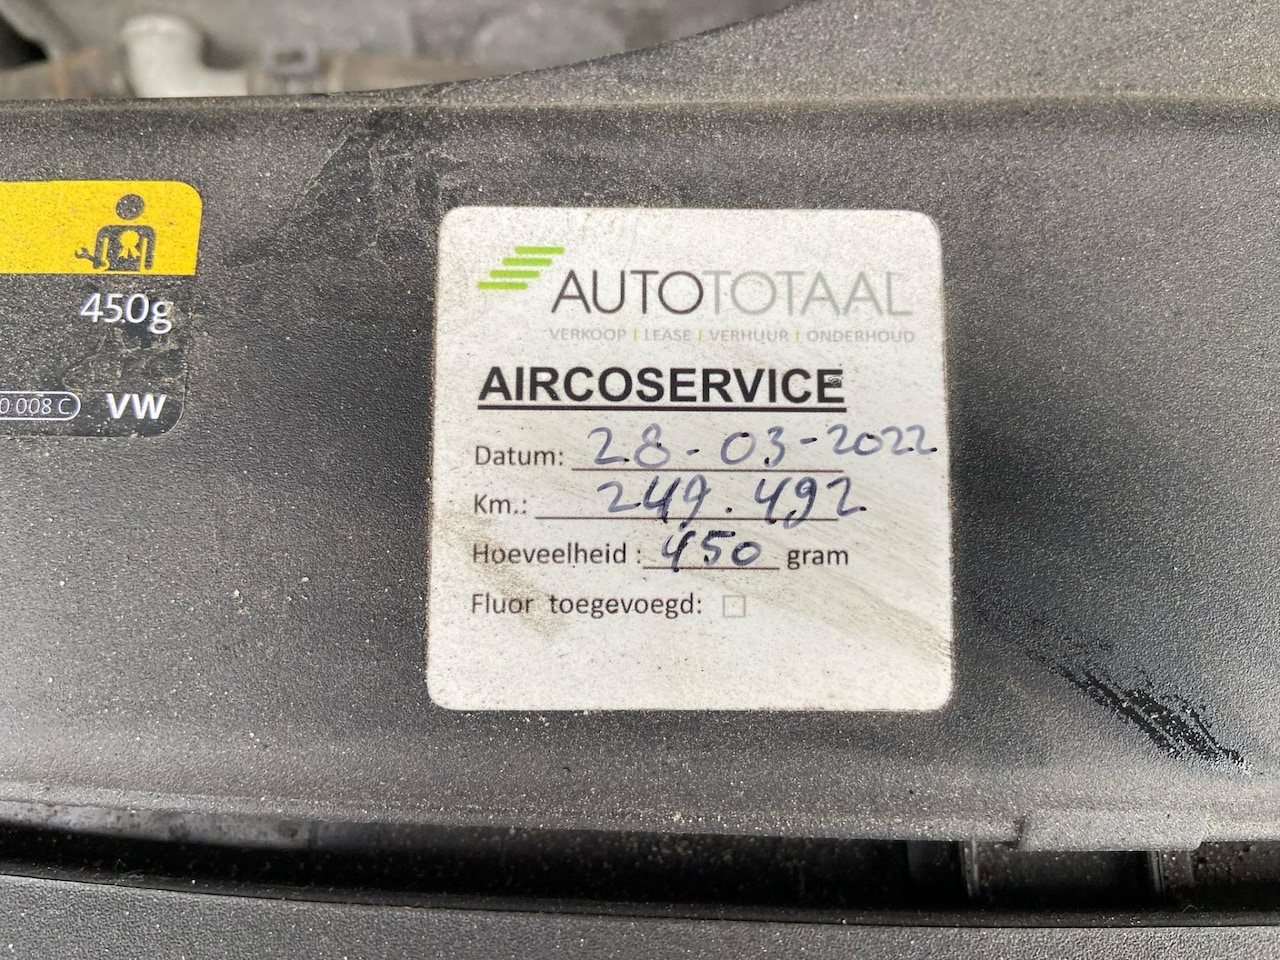 450g
0 008 C VW
AUTOTOTAAL
VERKOOP | LEASE | VERHUUR | ONDERHOUD
AIRCOSERVICE
Datum: 28-03-2022
Km.: 249.492
Hoeveelheid : 450 gram
Fluor toegevoegd: